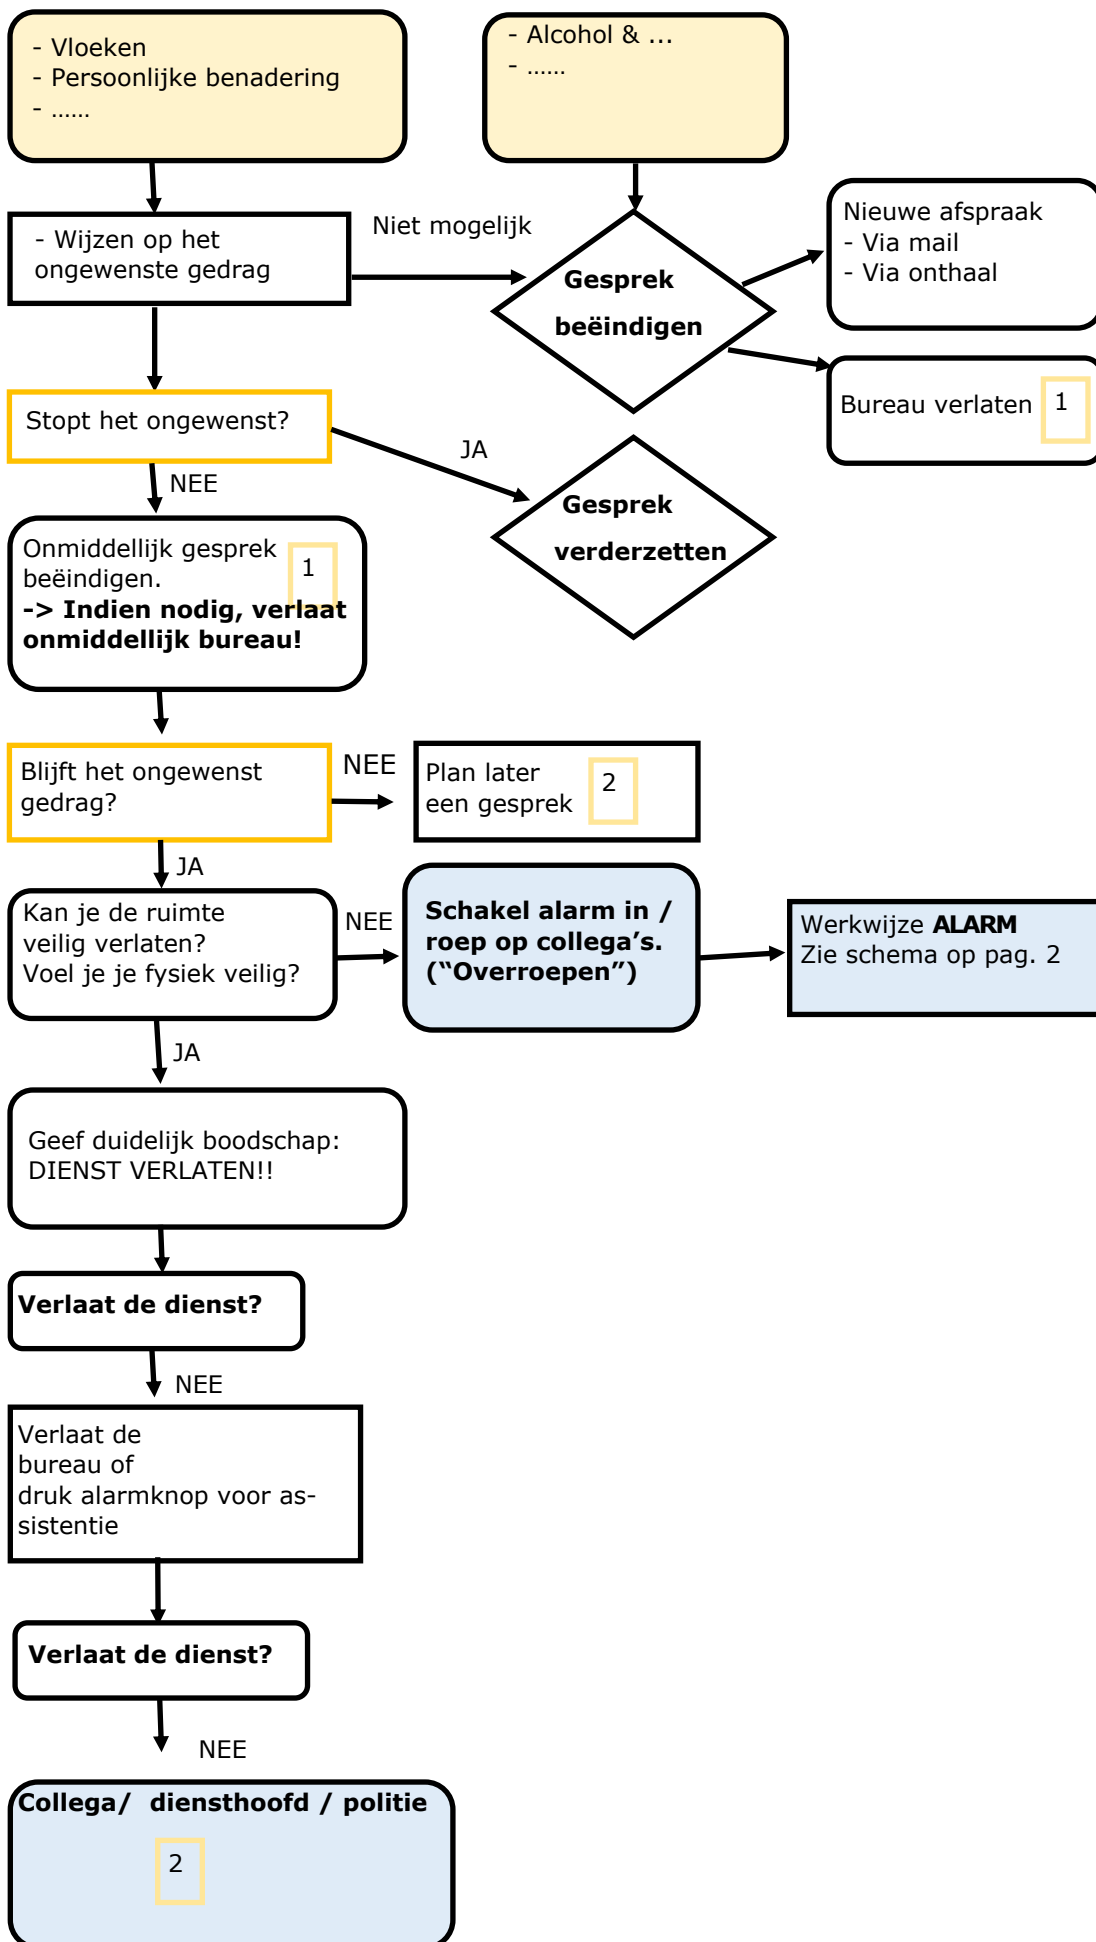 - Vloeken
- Persoonlijke benadering
- ......
- Alcohol & ...
- ......
- Wijzen op het
ongewenste gedrag
Niet mogelijk
Gesprek
beëindigen
Nieuwe afspraak
- Via mail
- Via onthaal
Bureau verlaten
1
Stopt het ongewenst?
JA
NEE
Gesprek
verderzetten
Onmiddellijk gesprek
beëindigen.
1
-> Indien nodig, verlaat
onmiddellijk bureau!
Blijft het ongewenst
gedrag?
NEE
Plan later
een gesprek
2
JA
Kan je de ruimte
veilig verlaten?
Voel je je fysiek veilig?
NEE
Schakel alarm in /
roep op collega’s.
(“Overroepen”)
Werkwijze ALARM
Zie schema op pag. 2
JA
Geef duidelijk boodschap:
DIENST VERLATEN!!
Verlaat de dienst?
NEE
Verlaat de
bureau of
druk alarmknop voor as-
sistentie
Verlaat de dienst?
NEE
Collega/ diensthoofd / politie
2